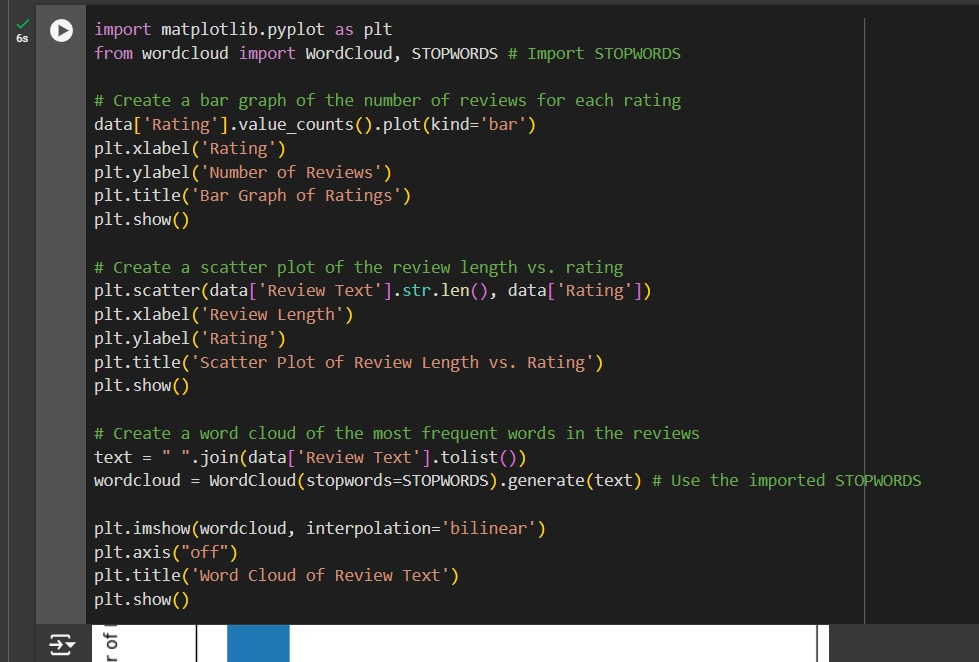 6s
import matplotlib.pyplot as plt
from wordcloud import WordCloud, STOPWORDS # Import STOPWORDS
# Create a bar graph of the number of reviews for each rating
data['Rating'].value_counts().plot(kind='bar')
plt.xlabel('Rating')
plt.ylabel('Number of Reviews')
plt.title('Bar Graph of Ratings')
plt.show()
# Create a scatter plot of the review length vs. rating
plt.scatter(data['Review Text'].str.len(), data['Rating'])
plt.xlabel('Review Length')
plt.ylabel('Rating')
plt.title('Scatter Plot of Review Length vs. Rating')
plt.show()
# Create a word cloud of the most frequent words in the reviews
text = " ".join(data['Review Text'].tolist())
wordcloud = WordCloud(stopwords=STOPWORDS).generate(text) # Use the imported STOPWORDS
plt.imshow(wordcloud, interpolation='bilinear')
plt.axis("off")
plt.title('Word Cloud of Review Text')
plt.show()
of